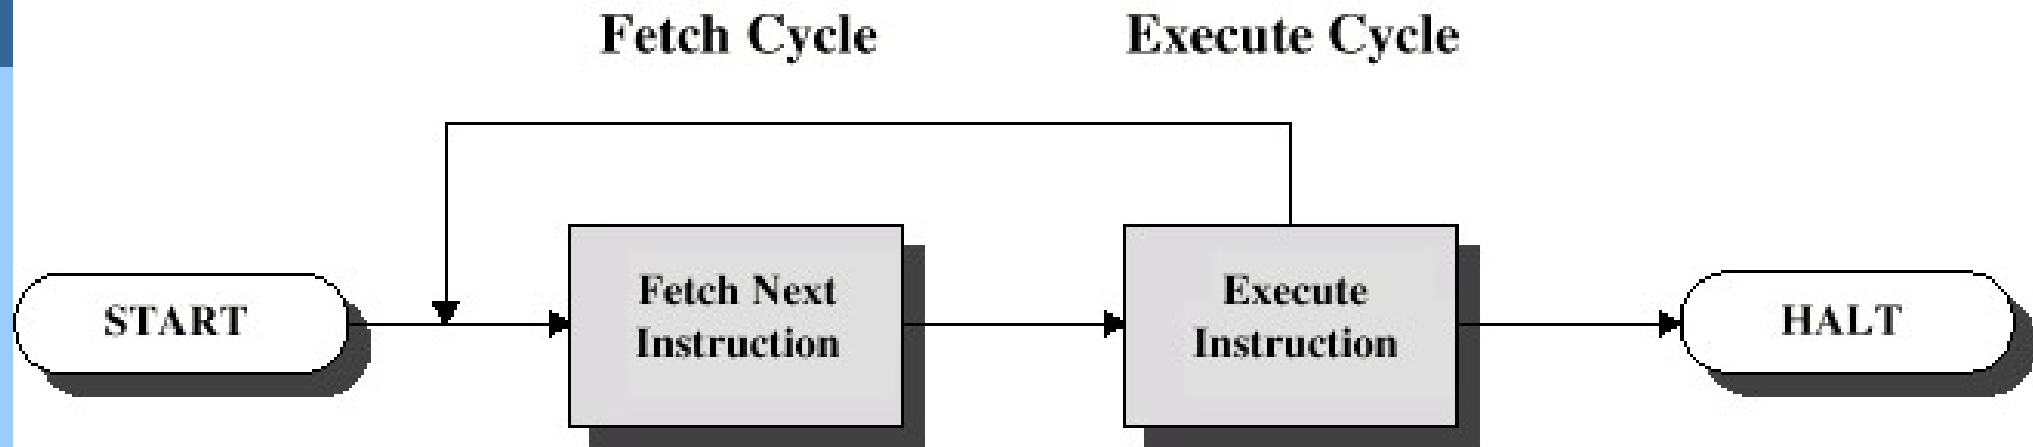 Fetch Cycle
Execute Cycle
START
Fetch Next
Instruction
Execute
Instruction
HALT